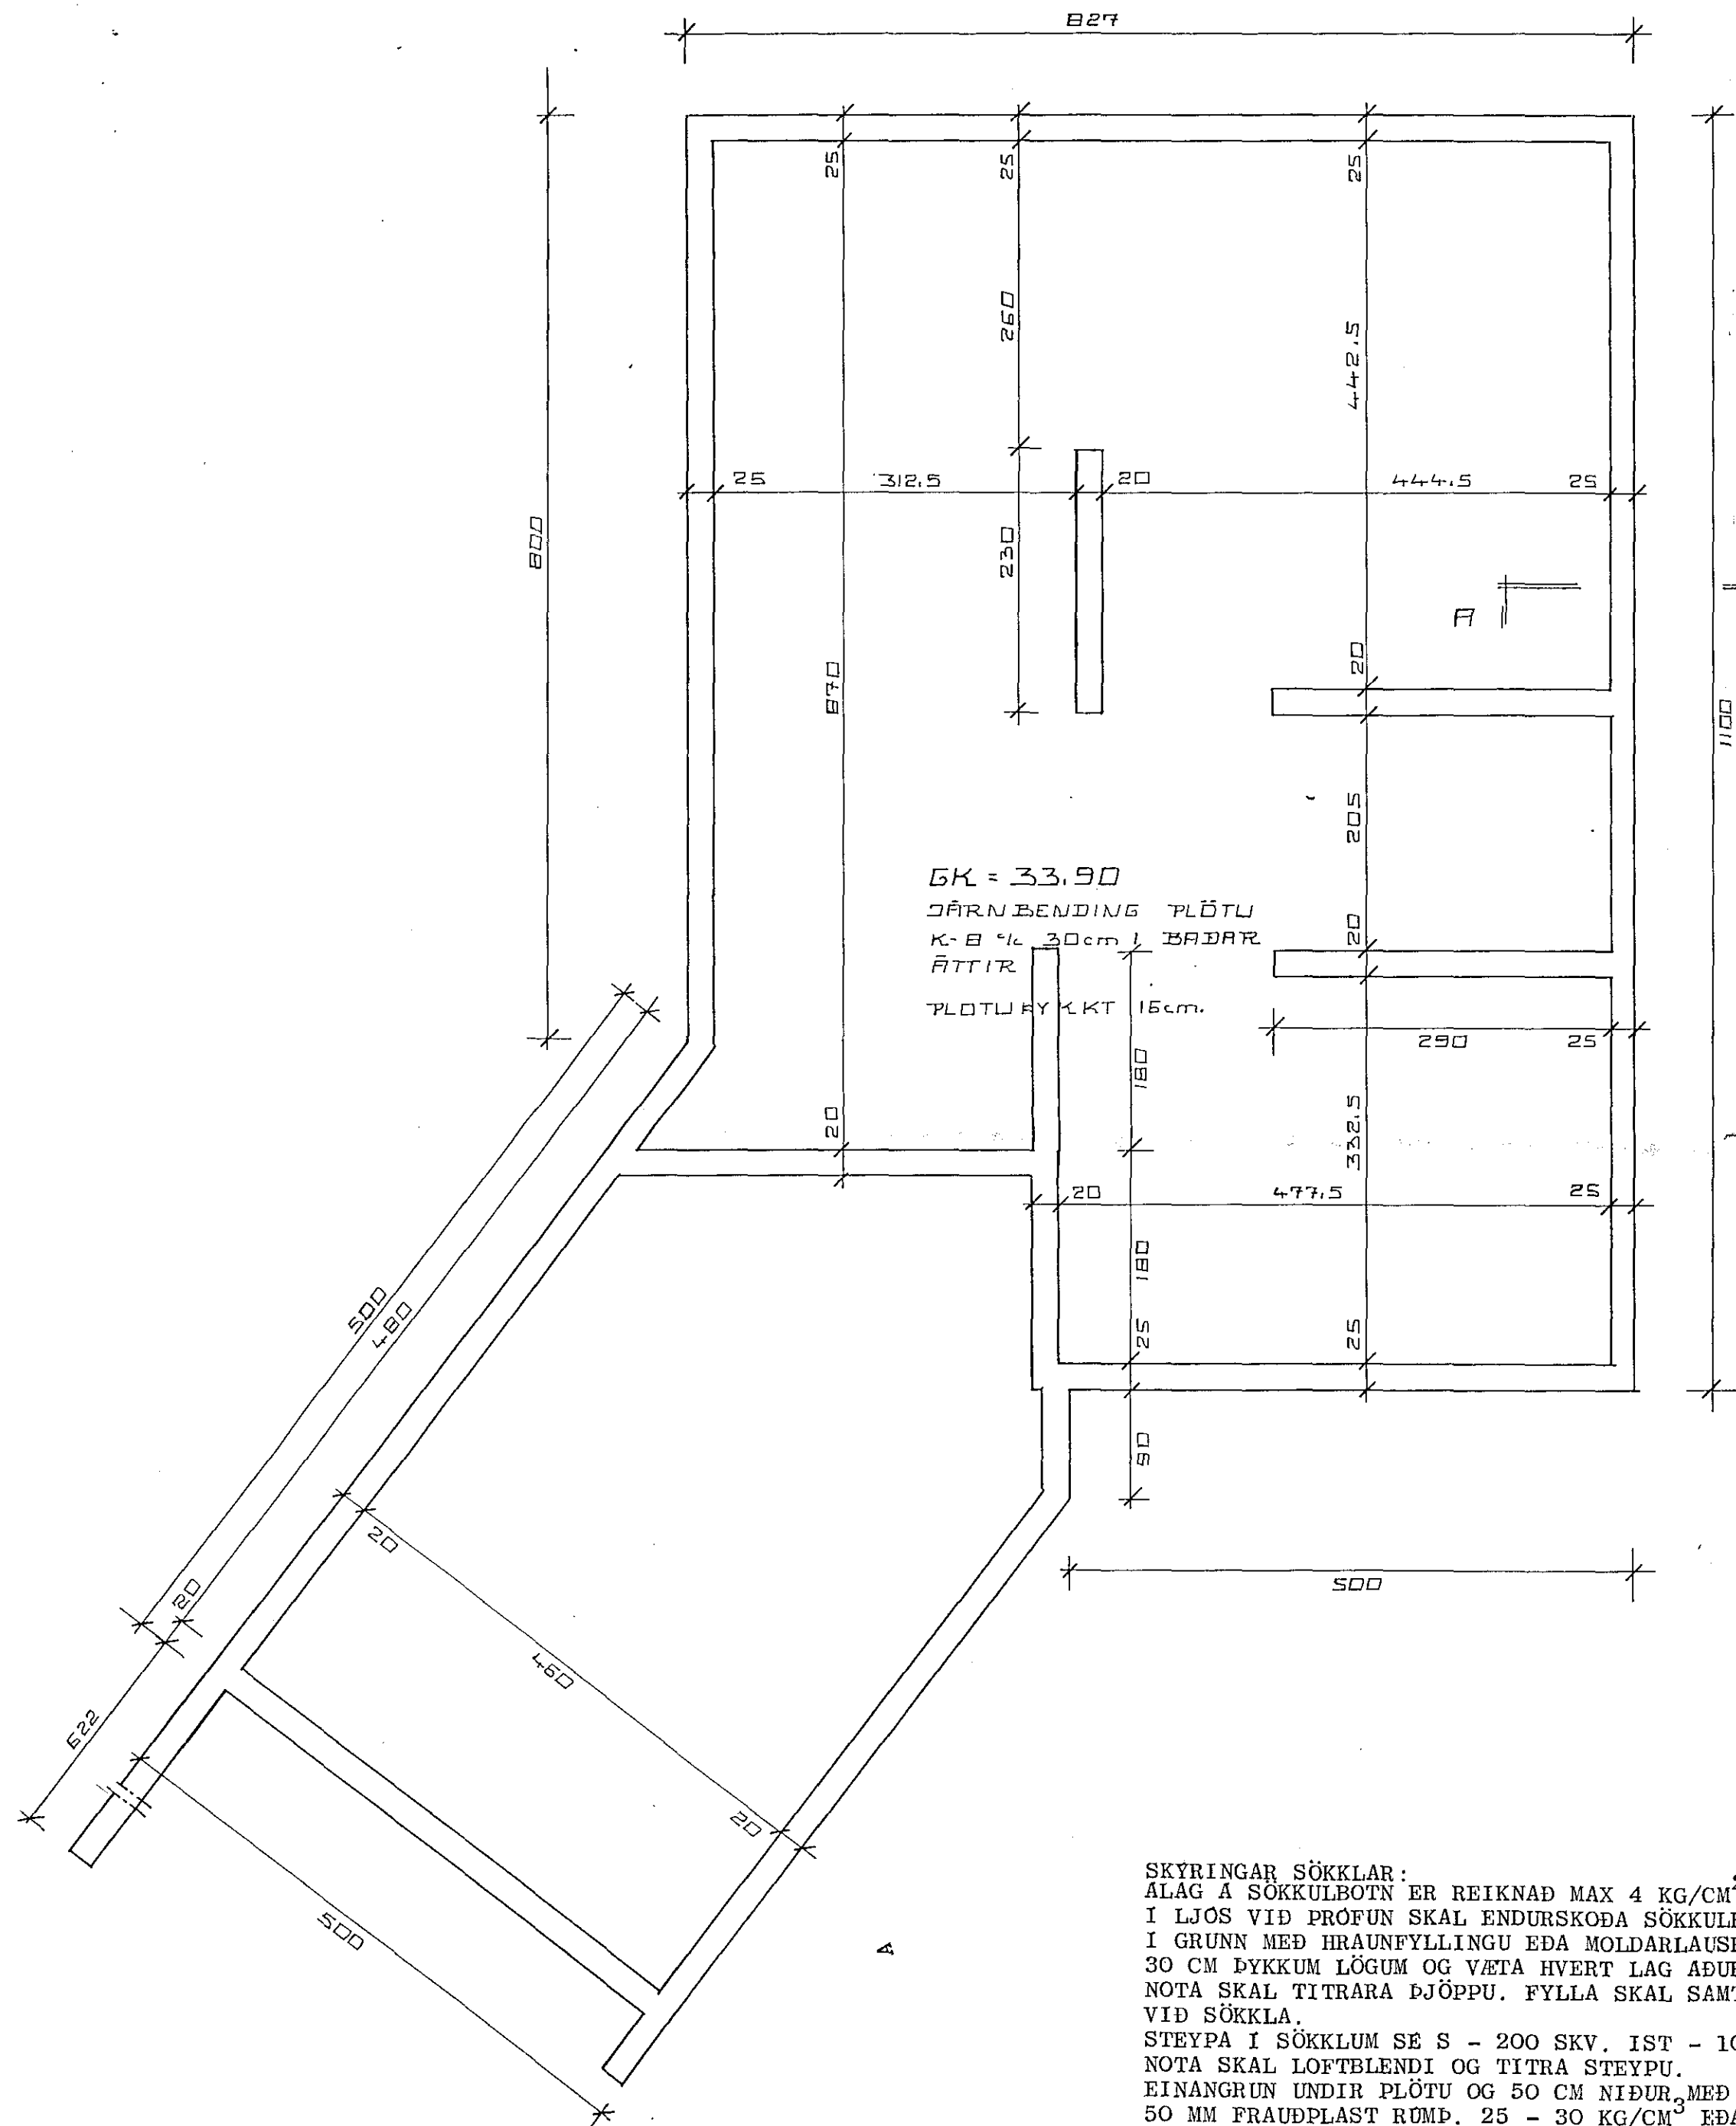 827
25
25
25
260
442.5
800
25
312.5
20
444.5
25
230
A
20
870
1100
205
GK = 33.90
JÁRNBENDING PLÖTU
K-8 c/c 30cm Í BÁÐAR
ÁTTIR
20
PLÖTUÞYKKT 15cm.
290
25
180
20
332.5
20
477.5
25
180
500
480
25
25
90
500
20
20
460
622
20
500
SKÝRINGAR SÖKKLAR:
ÁLAG Á SÖKKULBOTN ER REIKNAÐ MAX 4 KG/CM
Í LJÓS VIÐ PRÓFUN SKAL ENDURSKOÐA
Í GRUNN MEÐ HRAUNFYLLINGU EÐA
30 CM ÞYKKUM LÖGUM OG VÆTA HVERT LAG
NOTA SKAL TITRARA ÞJÖPPU. FYLLA SKAL
VIÐ SÖKKLA.
STEYPA Í SÖKKLUM SÉ S - 200 SKV. IST - 10
NOTA SKAL LOFTBLENDI OG TITRA STEYPU.
EINANGRUN UNDIR PLÖTU OG 50 CM NIÐUR MEÐ
50 MM FRAUÐPLAST RÚMÞ. 25 - 30 KG/CM³